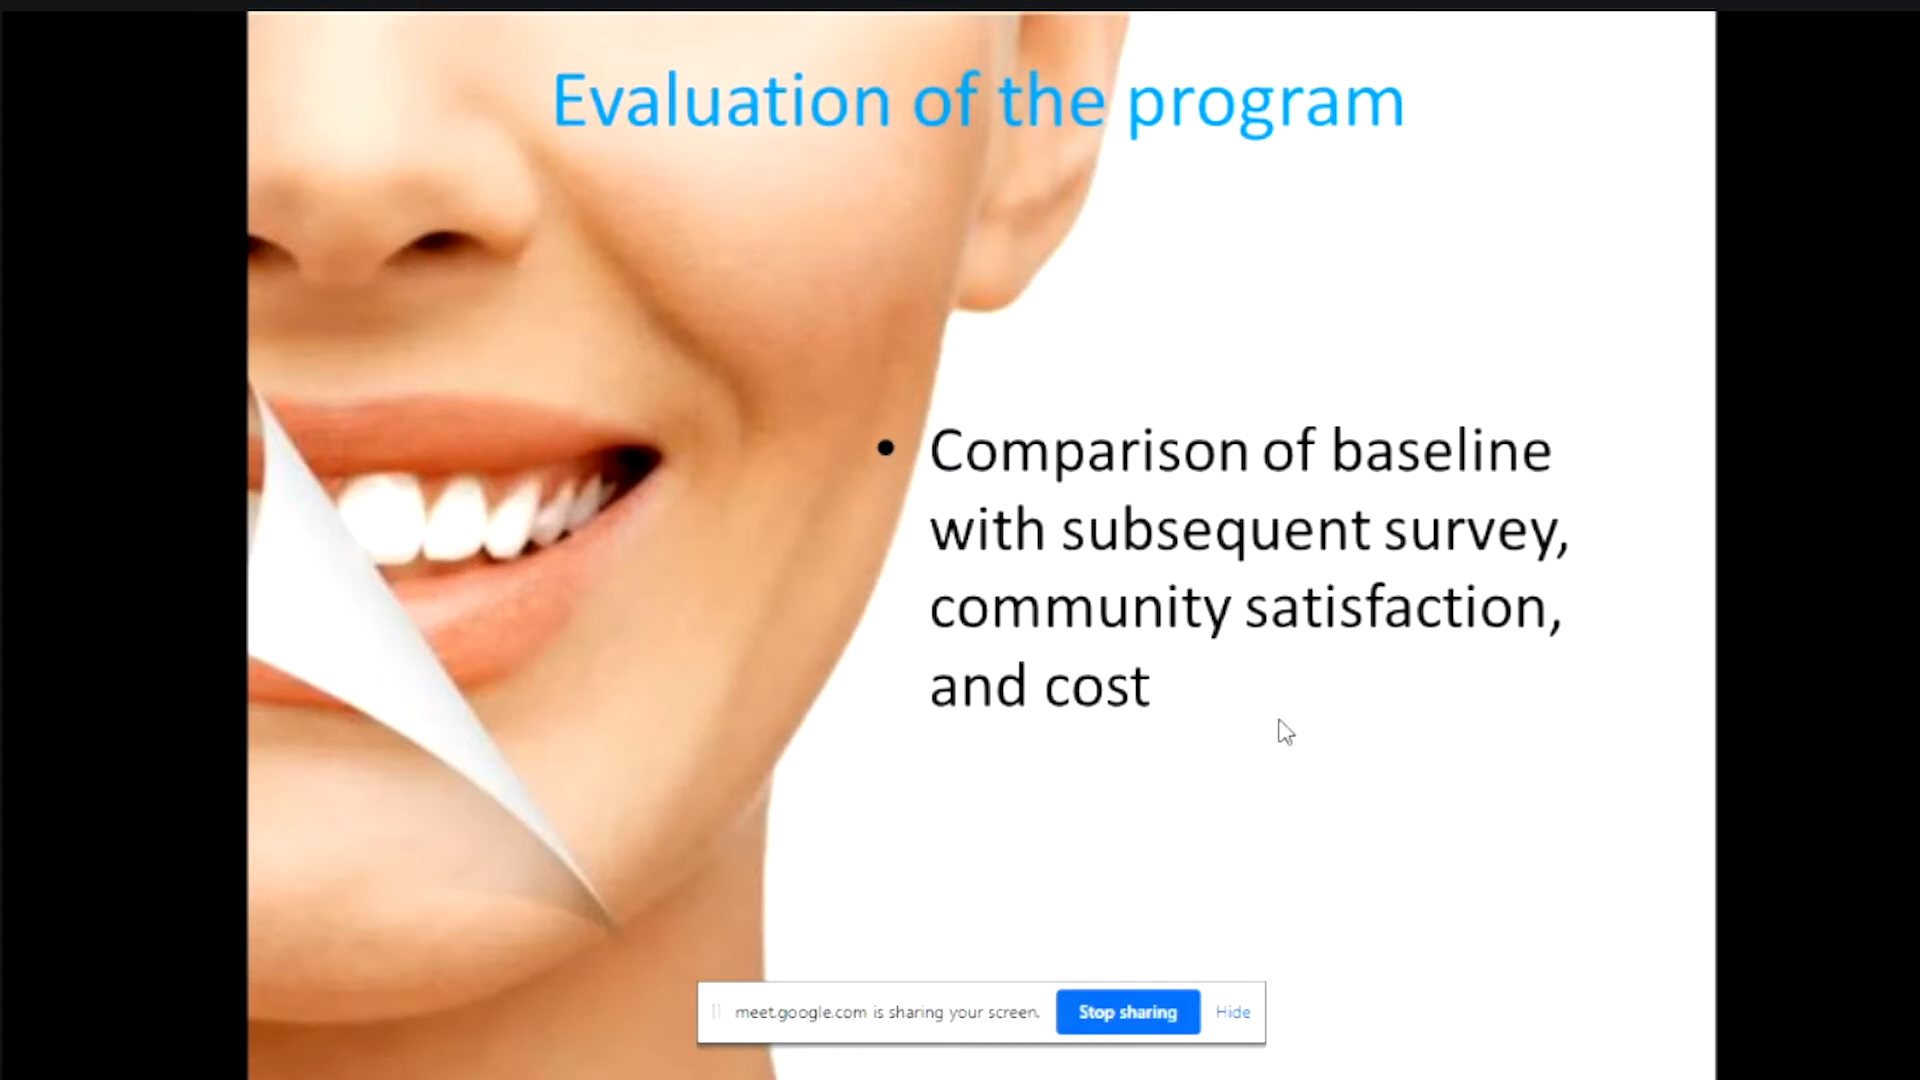 Evaluation of the program
• Comparison of baseline
with subsequent survey,
community satisfaction,
and cost
meet.google.com is sharing your screen. Stop sharing Hide